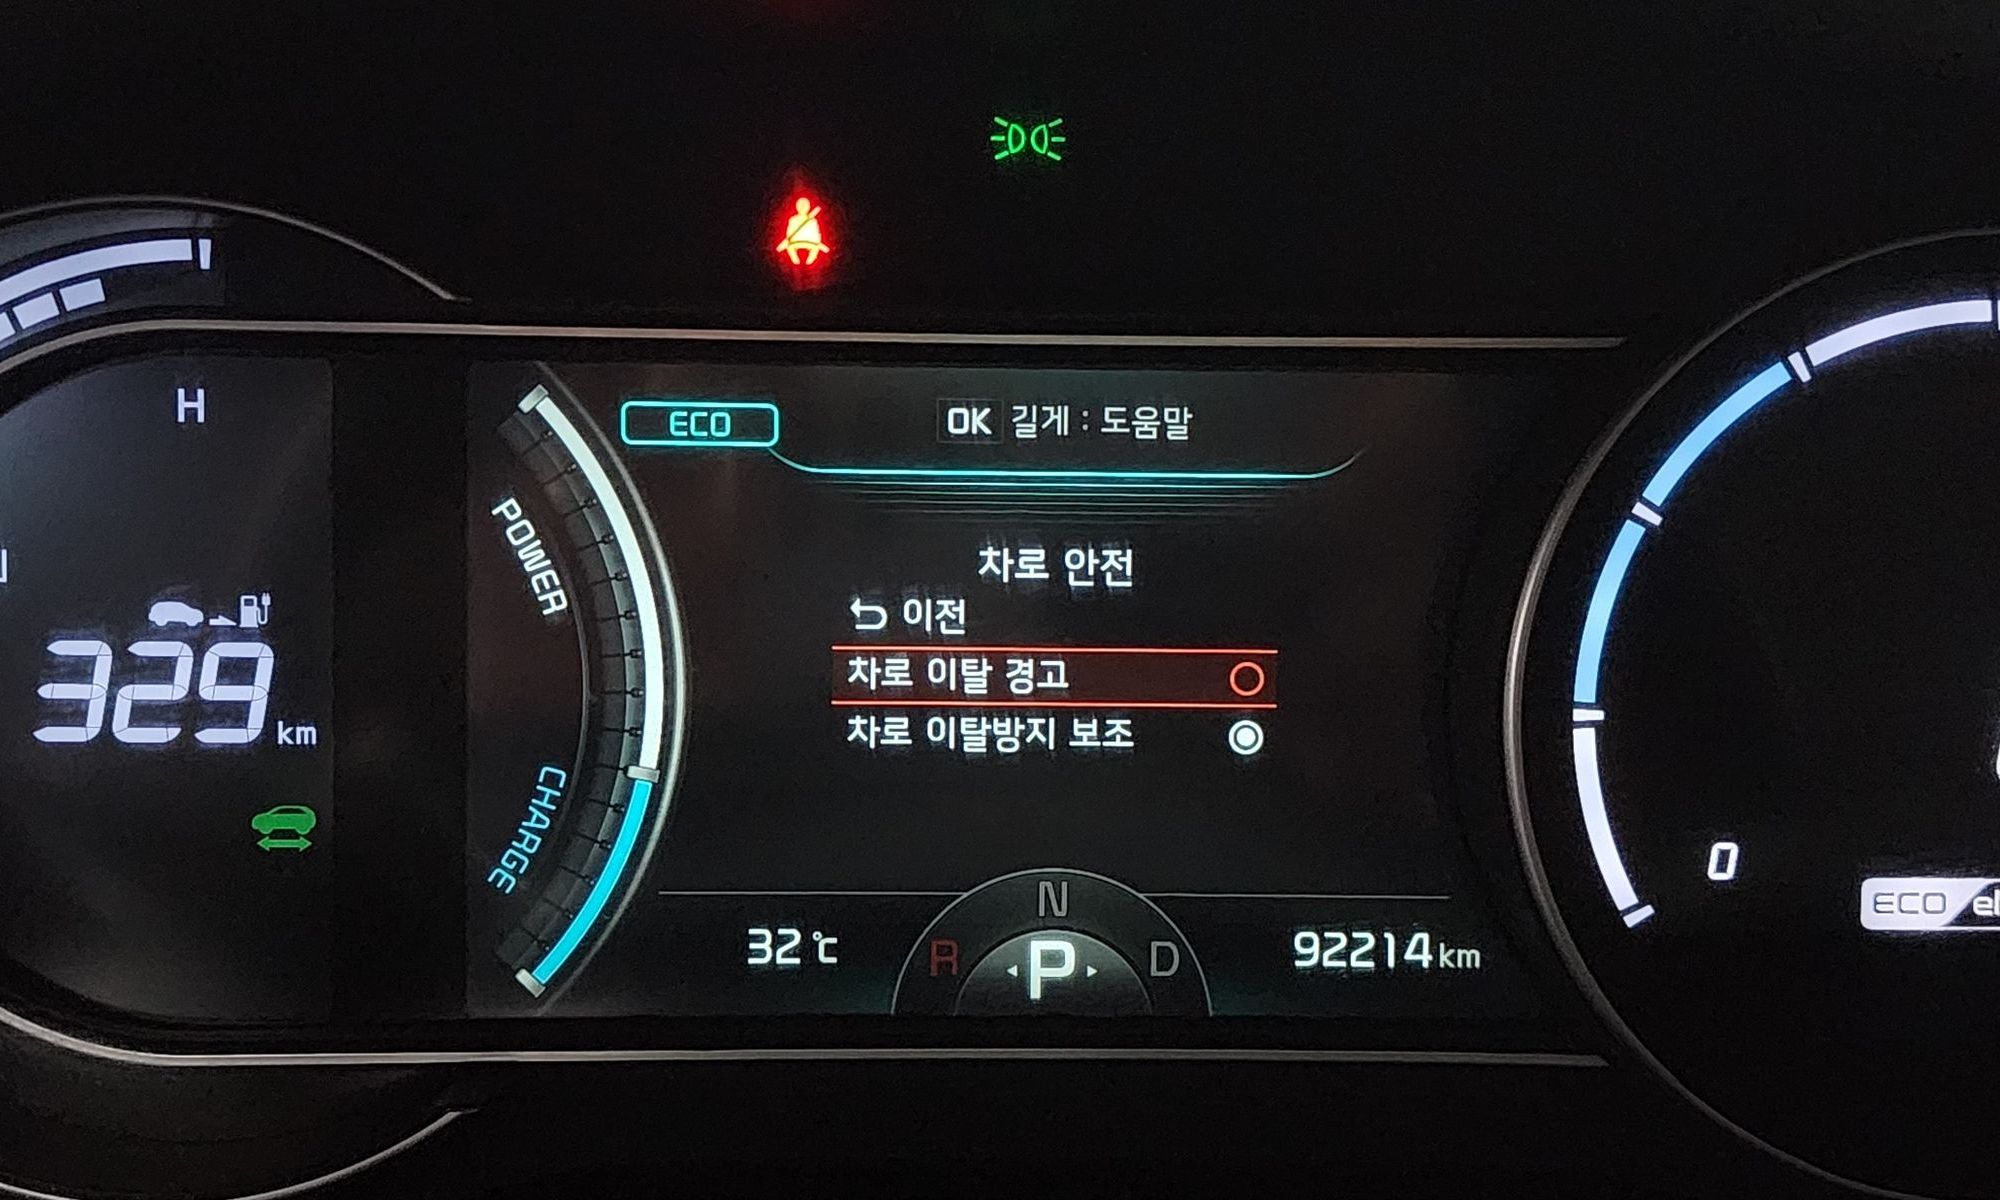 H
329 km
POWER
CHARGE
ECO
OK 길게 : 도움말
차로 안전
이전
차로 이탈 경고
차로 이탈방지 보조
32 ℃
N
R P D
92214 km
0
ECO